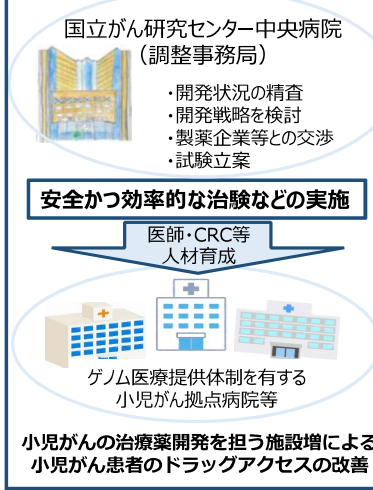 国立がん研究センター中央病院
（調整事務局）
・開発状況の精査
・開発戦略を検討
・製薬企業等との交渉
・試験立案
安全かつ効率的な治験などの実施
医師・CRC等
人材育成
ゲノム医療提供体制を有する
小児がん拠点病院等
小児がんの治療薬開発を担う施設増による
小児がん患者のドラッグアクセスの改善